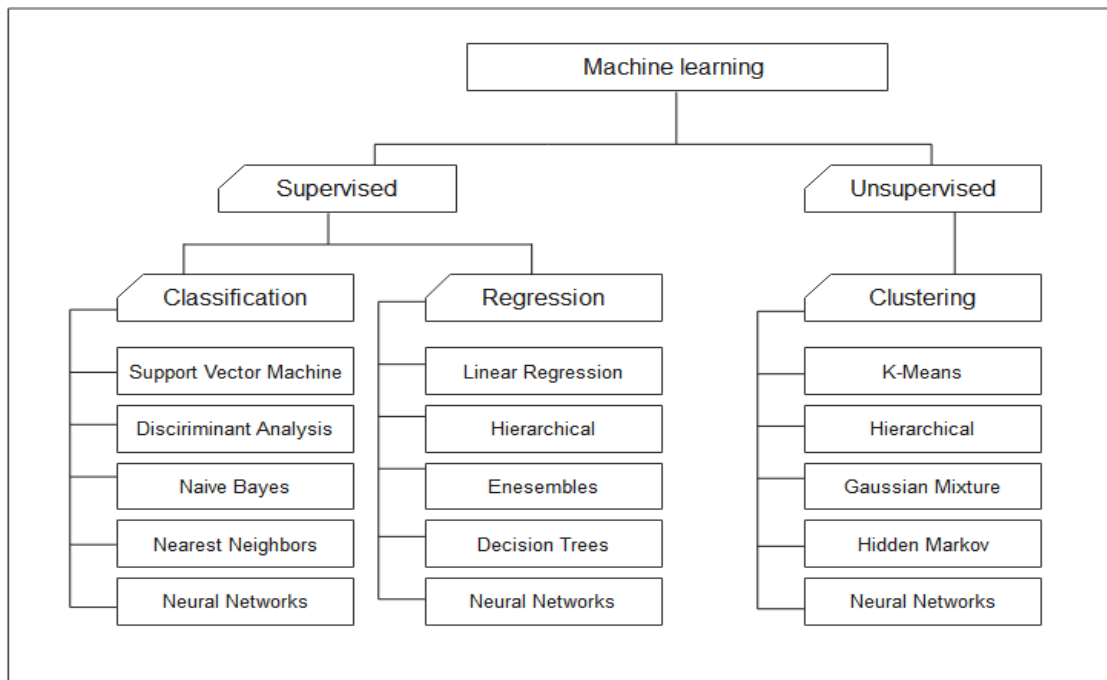 Machine learning
Supervised
Unsupervised
Classification
Regression
Clustering
Support Vector Machine
Linear Regression
K-Means
Disciriminant Analysis
Hierarchical
Hierarchical
Naive Bayes
Enesembles
Gaussian Mixture
Nearest Neighbors
Decision Trees
Hidden Markov
Neural Networks
Neural Networks
Neural Networks